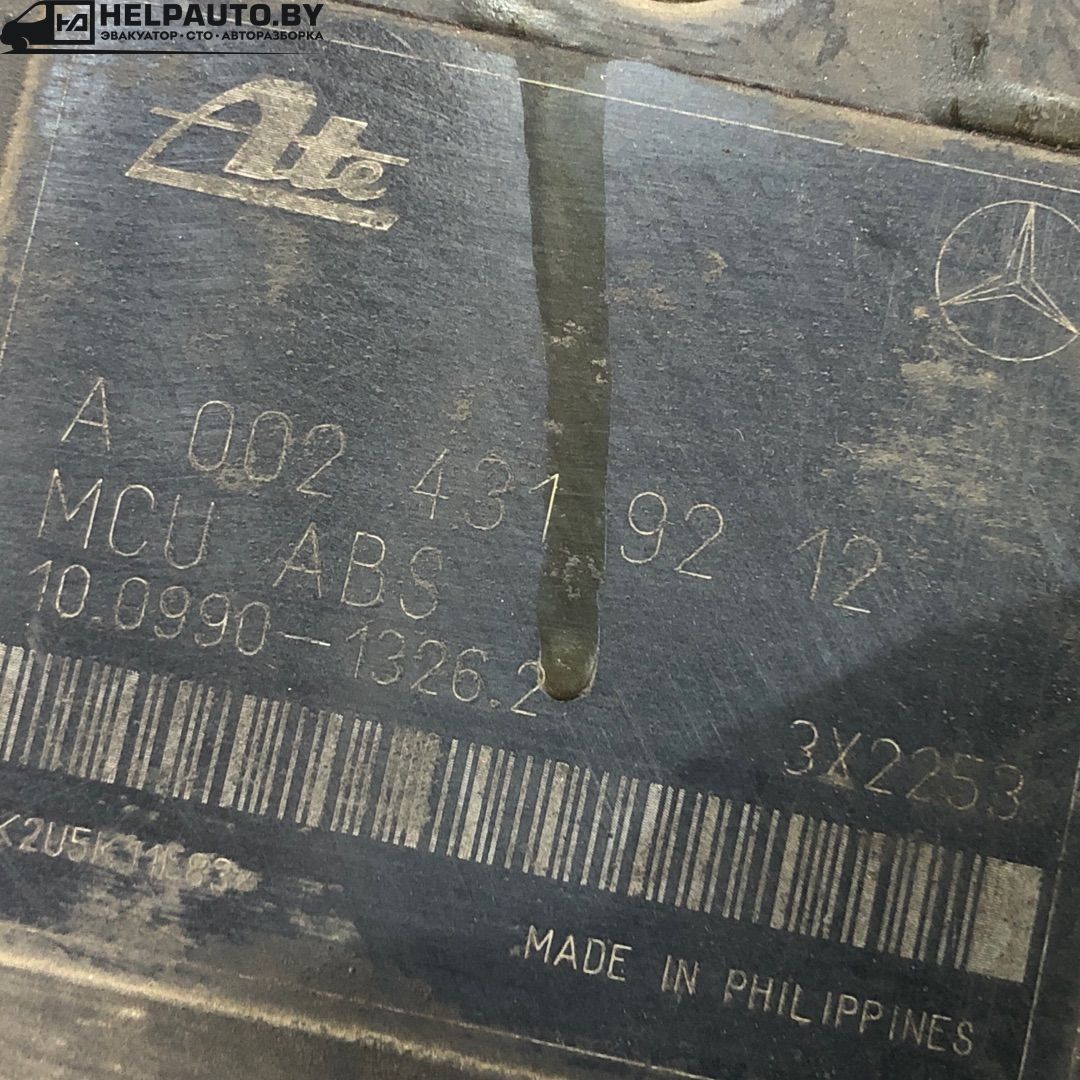 HELPAUTO.BY
ЭВАКУАТОР • СТО • АВТОРАЗБОРКА
Ate
A 002 431 92 12
MCU ABS
10.0990-1326.2
3X2253
MADE IN PHILIPPINES